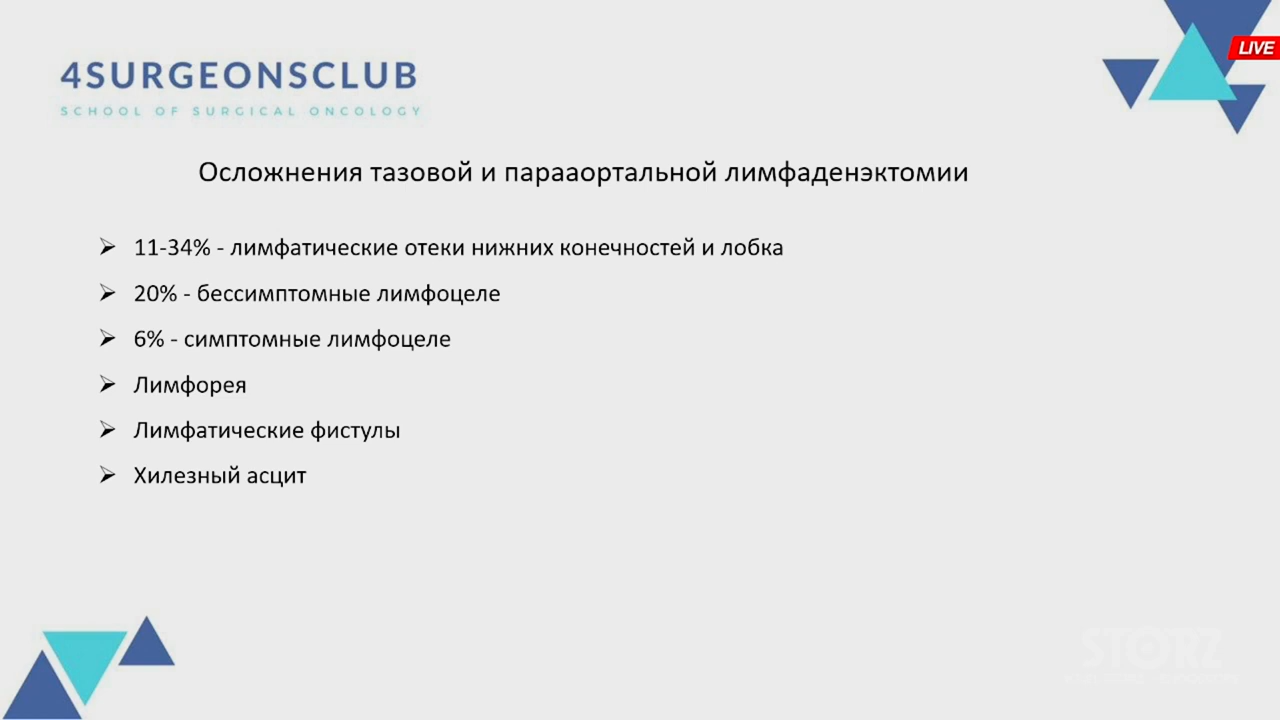 LIVE
4SURGEONSCLUB
SCHOOL OF SURGICAL ONCOLOGY
Осложнения тазовой и парааортальной лимфаденэктомии
11-34% - лимфатические отеки нижних конечностей и лобка
20% - бессимптомные лимфоцеле
6% - симптомные лимфоцеле
Лимфорея
Лимфатические фистулы
Хилезный асцит
STORZ